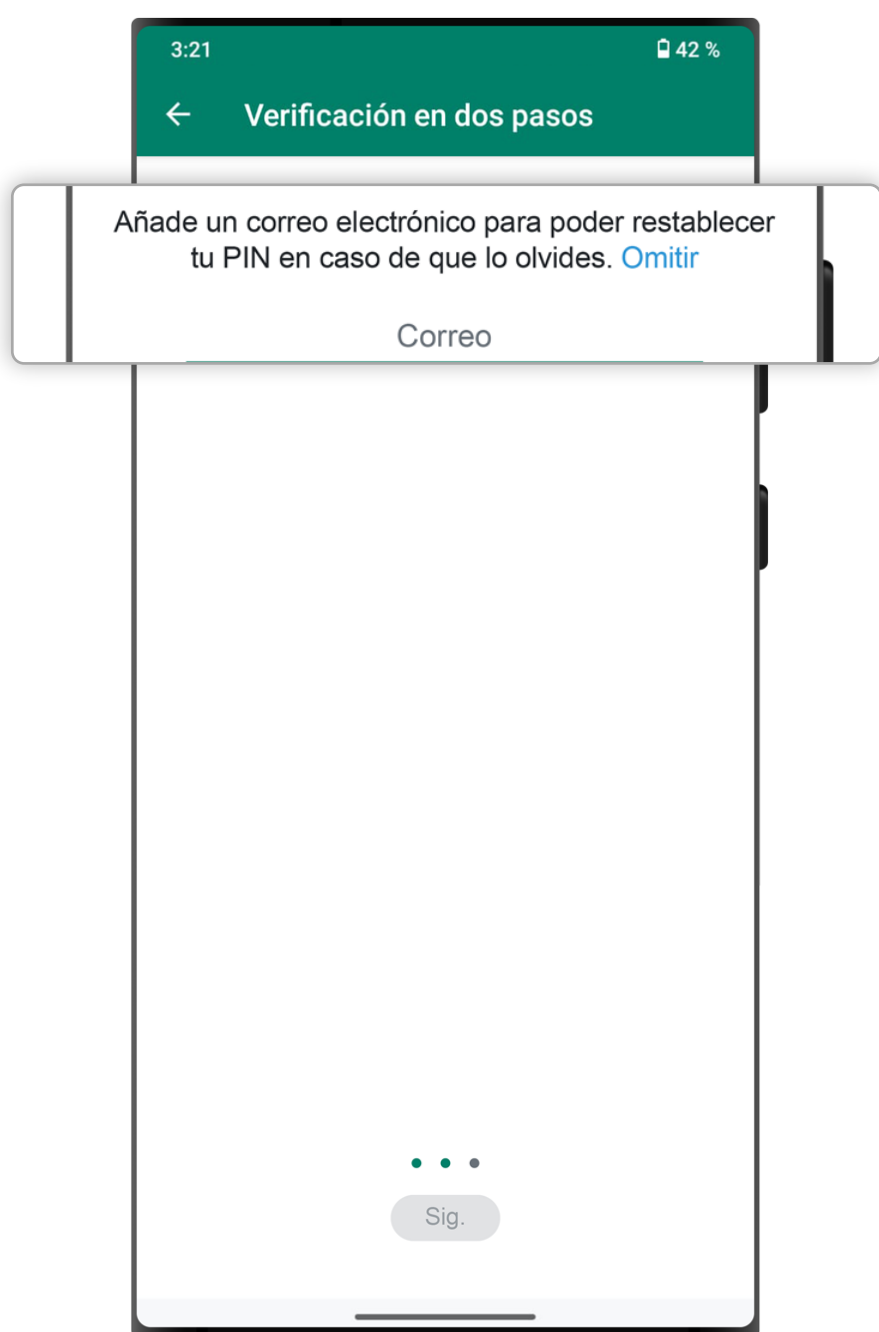 3:21 42 %
Verificación en dos pasos
Añade un correo electrónico para poder restablecer
tu PIN en caso de que lo olvides. Omitir
Correo
Sig.